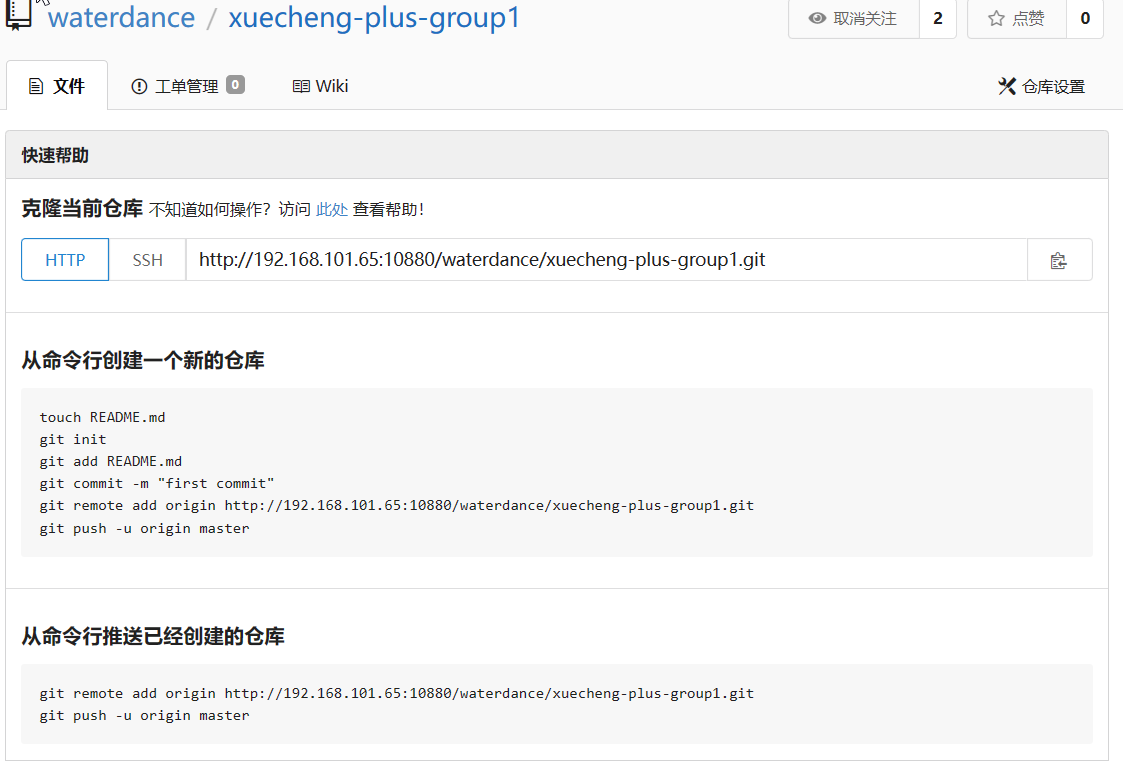 waterdance / xuecheng-plus-group1
取消关注 2 点赞 0
文件 工单管理 0 Wiki 仓库设置
快速帮助
克隆当前仓库 不知道如何操作？访问 此处 查看帮助！
HTTP SSH http://192.168.101.65:10880/waterdance/xuecheng-plus-group1.git
从命令行创建一个新的仓库
touch README.md
git init
git add README.md
git commit -m "first commit"
git remote add origin http://192.168.101.65:10880/waterdance/xuecheng-plus-group1.git
git push -u origin master
从命令行推送已经创建的仓库
git remote add origin http://192.168.101.65:10880/waterdance/xuecheng-plus-group1.git
git push -u origin master